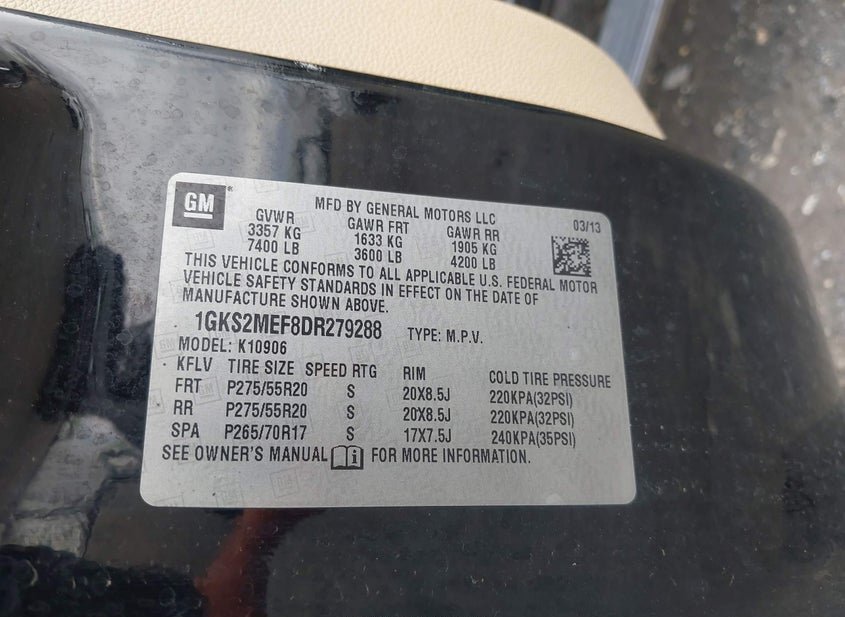 GM
MFD BY GENERAL MOTORS LLC 03/13
GVWR GAWR FRT GAWR RR
3357 KG 1633 KG 1905 KG
7400 LB 3600 LB 4200 LB
THIS VEHICLE CONFORMS TO ALL APPLICABLE U.S. FEDERAL MOTOR
VEHICLE SAFETY STANDARDS IN EFFECT ON THE DATE OF
MANUFACTURE SHOWN ABOVE.
1GKS2MEF8DR279288 TYPE: M.P.V.
MODEL: K10906
KFLV TIRE SIZE SPEED RTG RIM COLD TIRE PRESSURE
FRT P275/55R20 S 20X8.5J 220KPA(32PSI)
RR P275/55R20 S 20X8.5J 220KPA(32PSI)
SPA P265/70R17 S 17X7.5J 240KPA(35PSI)
SEE OWNER'S MANUAL FOR MORE INFORMATION.